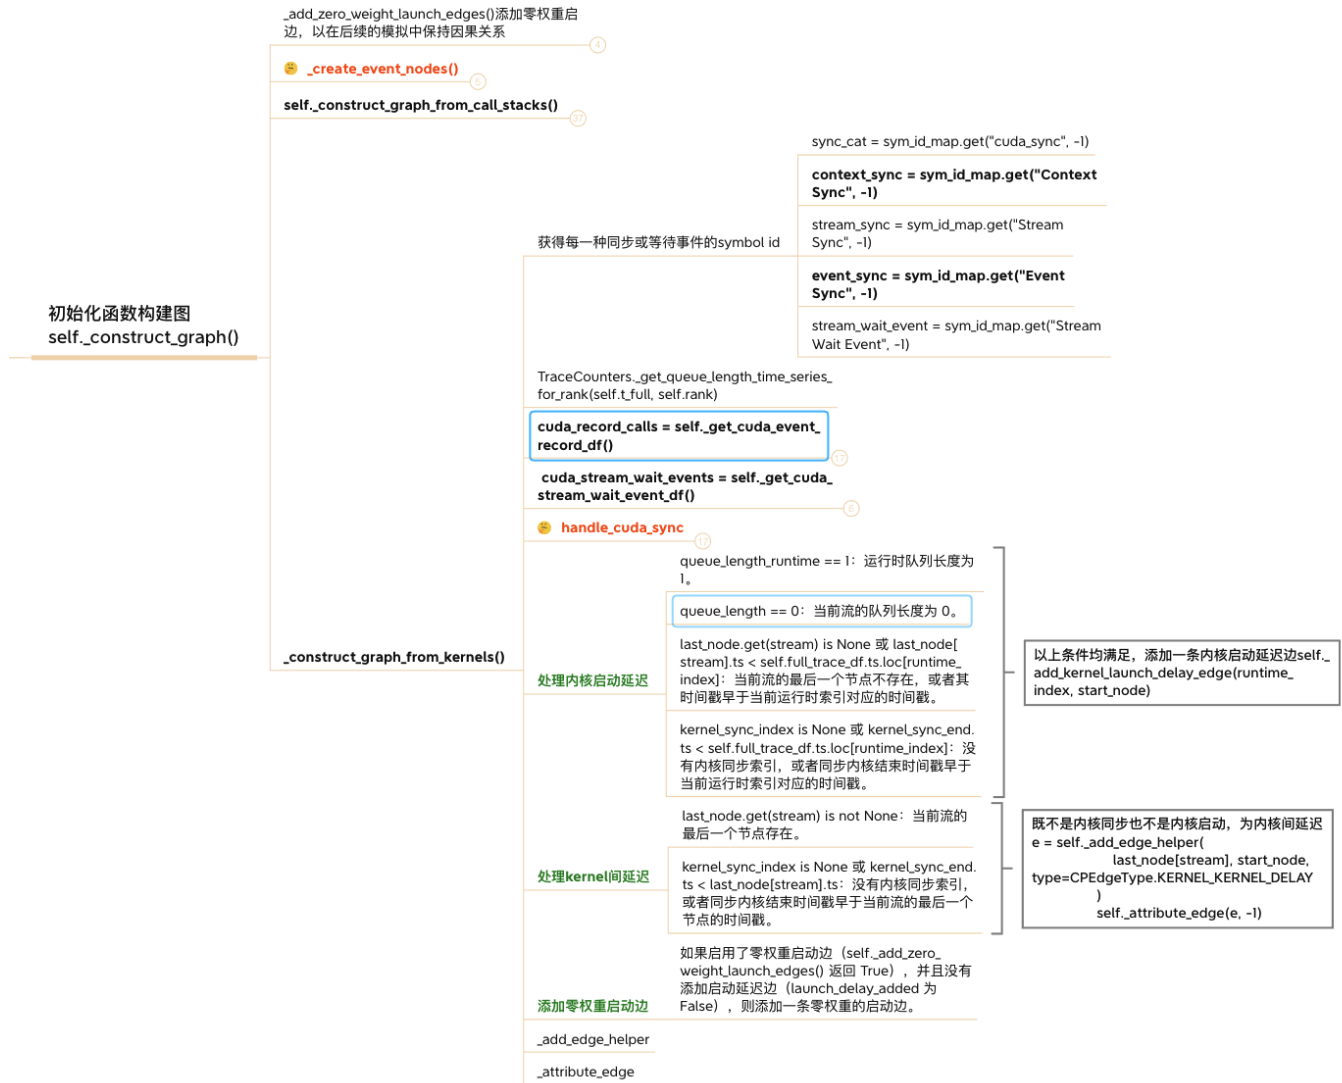 _add_zero_weight_launch_edges()添加零权重启
边，以在后续的模拟中保持因果关系
4
_create_event_nodes()
5
self._construct_graph_from_call_stacks()
37
初始化函数构建图
self._construct_graph()
_construct_graph_from_kernels()
获得每一种同步或等待事件的symbol id
sync_cat = sym_id_map.get("cuda_sync", -1)
context_sync = sym_id_map.get("Context
Sync", -1)
stream_sync = sym_id_map.get("Stream
Sync", -1)
event_sync = sym_id_map.get("Event
Sync", -1)
stream_wait_event = sym_id_map.get("Stream
Wait Event", -1)
TraceCounters._get_queue_length_time_series_
for_rank(self.t_full, self.rank)
cuda_record_calls = self._get_cuda_event_
record_df()
17
cuda_stream_wait_events = self._get_cuda_
stream_wait_event_df()
6
handle_cuda_sync
17
处理内核启动延迟
queue_length_runtime == 1：运行时队列长度为
1。
queue_length == 0：当前流的队列长度为 0。
last_node.get(stream) is None 或 last_node[
stream].ts < self.full_trace_df.ts.loc[runtime_
index]：当前流的最后一个节点不存在，或者其
时间戳早于当前运行时索引对应的时间戳。
kernel_sync_index is None 或 kernel_sync_end.
ts < self.full_trace_df.ts.loc[runtime_index]：没
有内核同步索引，或者同步内核结束时间戳早于
当前运行时索引对应的时间戳。
以上条件均满足，添加一条内核启动延迟边self._
add_kernel_launch_delay_edge(runtime_
index, start_node)
处理kernel间延迟
last_node.get(stream) is not None：当前流的
最后一个节点存在。
kernel_sync_index is None 或 kernel_sync_end.
ts < last_node[stream].ts：没有内核同步索引，
或者同步内核结束时间戳早于当前流的最后一个
节点的时间戳。
既不是内核同步也不是内核启动，为内核间延迟
e = self._add_edge_helper(
last_node[stream], start_node,
type=CPEdgeType.KERNEL_KERNEL_DELAY
)
self._attribute_edge(e, -1)
添加零权重启动边
如果启用了零权重启动边（self._add_zero_
weight_launch_edges() 返回 True），并且没有
添加启动延迟边（launch_delay_added 为
False），则添加一条零权重的启动边。
_add_edge_helper
_attribute_edge